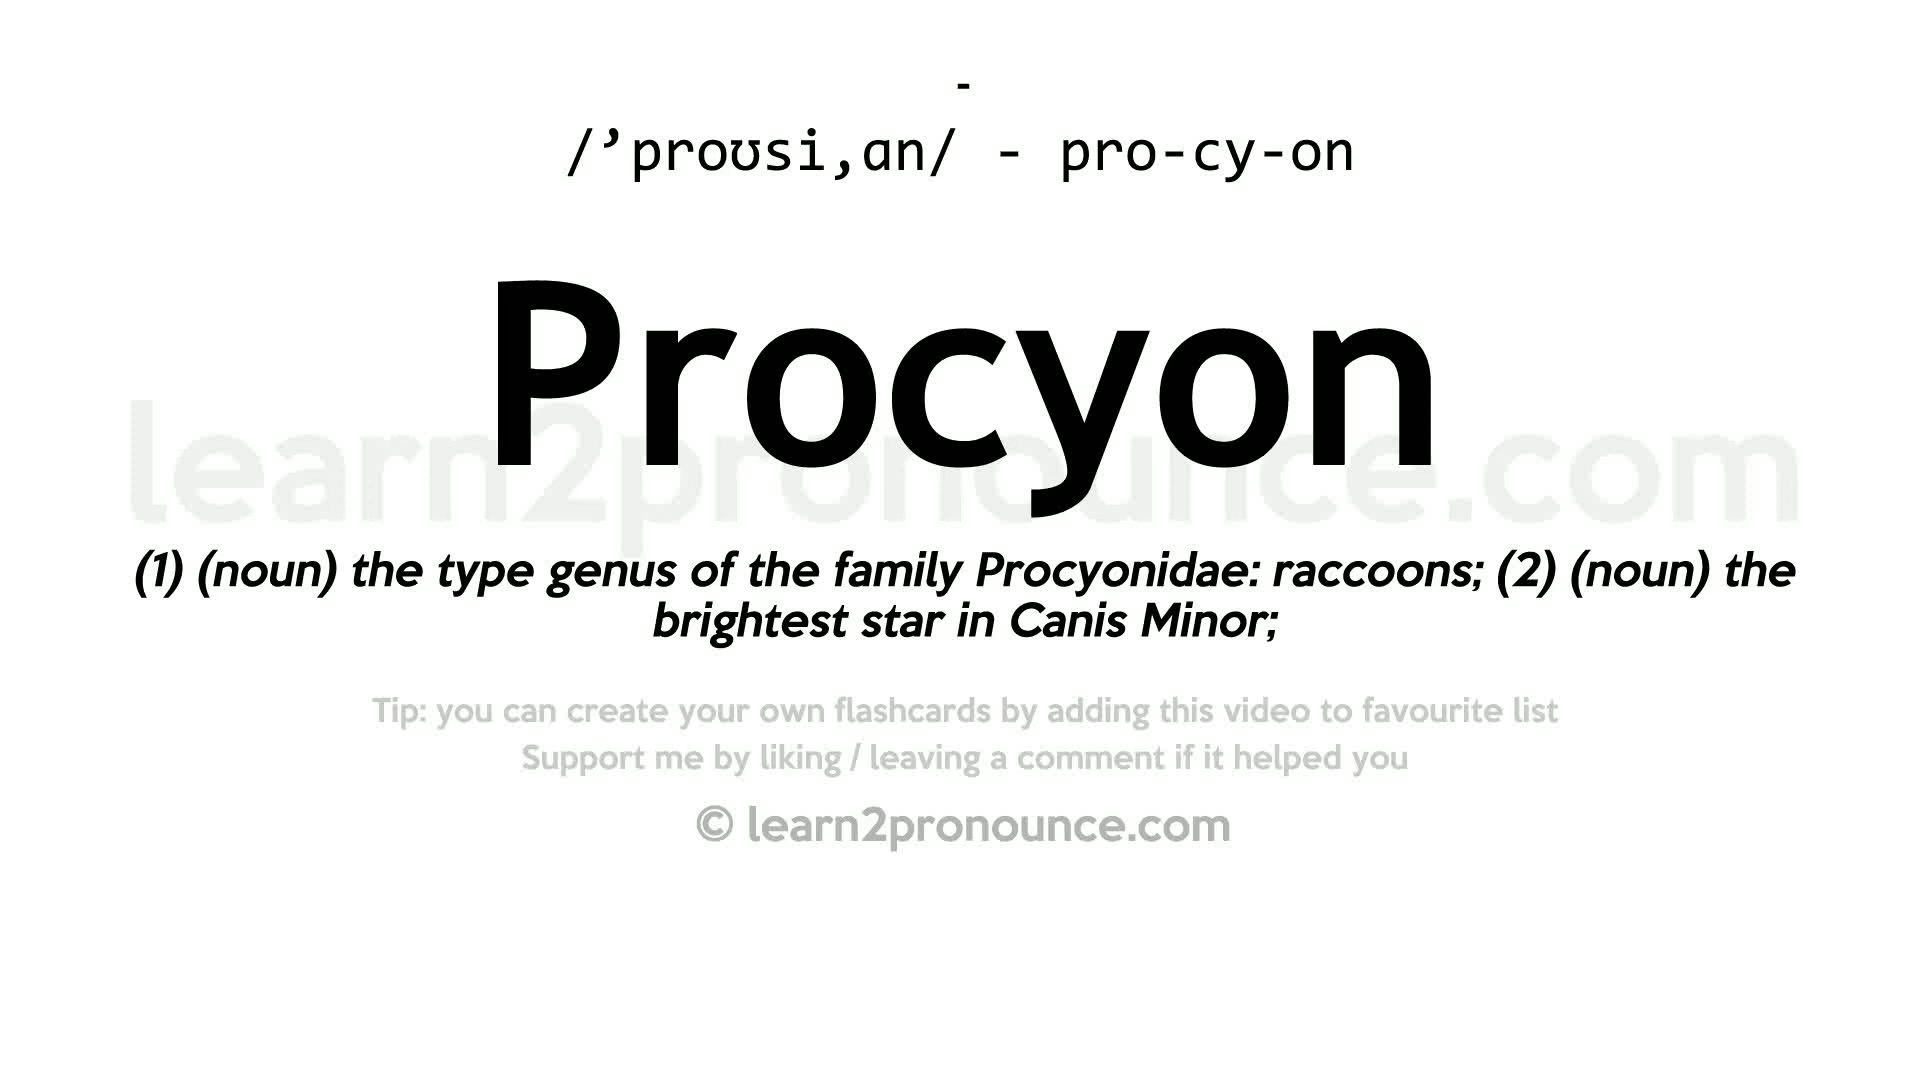 -
/’proʊsi,ɑn/ - pro-cy-on
Procyon
learn2pronounce.com
(1) (noun) the type genus of the family Procyonidae: raccoons; (2) (noun) the
brightest star in Canis Minor;
Tip: you can create your own flashcards by adding this video to favourite list
Support me by liking / leaving a comment if it helped you
© learn2pronounce.com